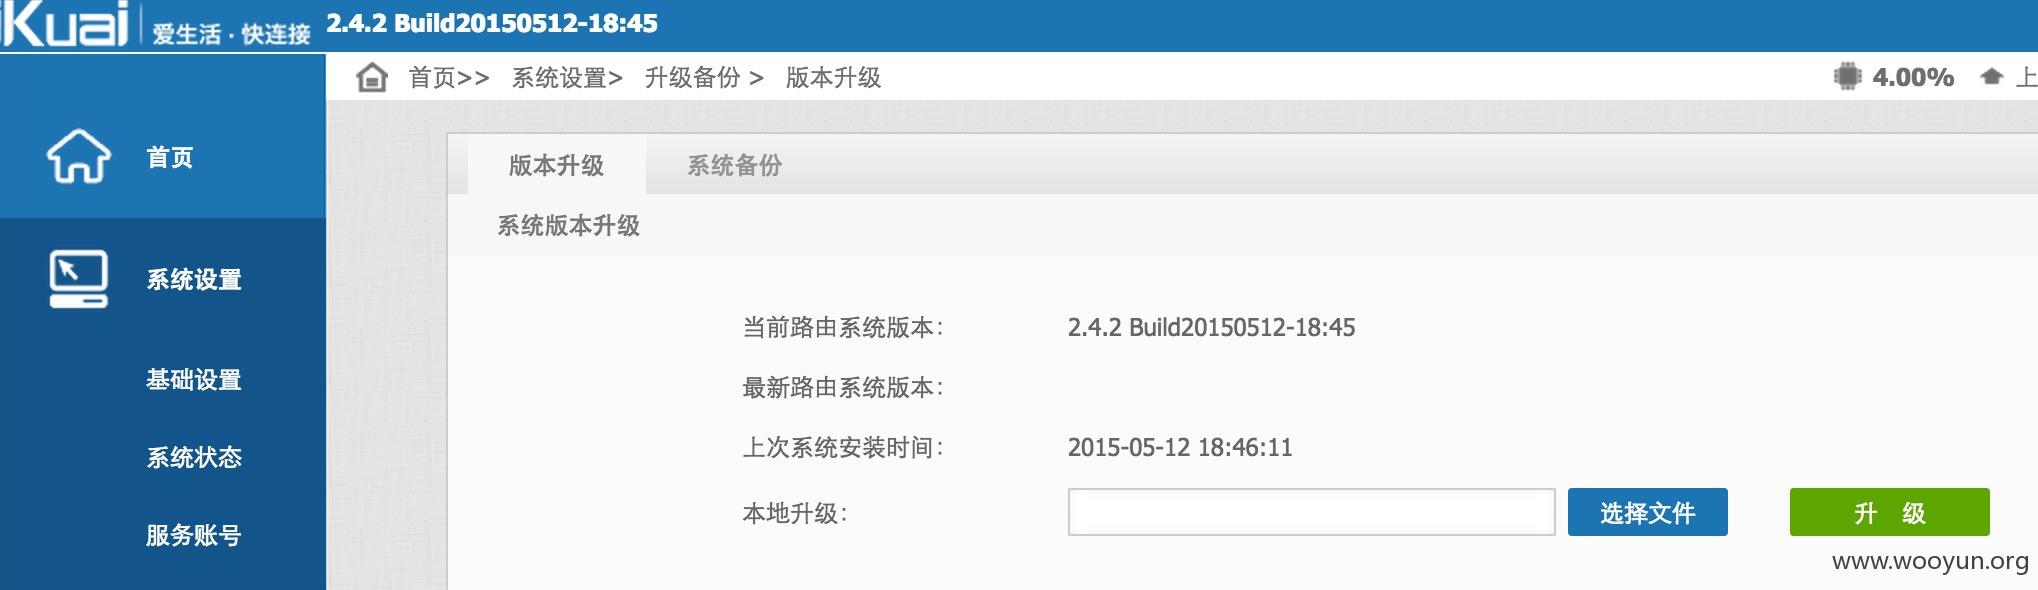 iKuai 爱生活·快连接 2.4.2 Build20150512-18:45
首页>> 系统设置> 升级备份 > 版本升级 4.00% 上
首页
版本升级 系统备份
系统版本升级
系统设置
当前路由系统版本： 2.4.2 Build20150512-18:45
基础设置
最新路由系统版本：
上次系统安装时间： 2015-05-12 18:46:11
系统状态
本地升级： 选择文件 升 级
服务账号
www.wooyun.org